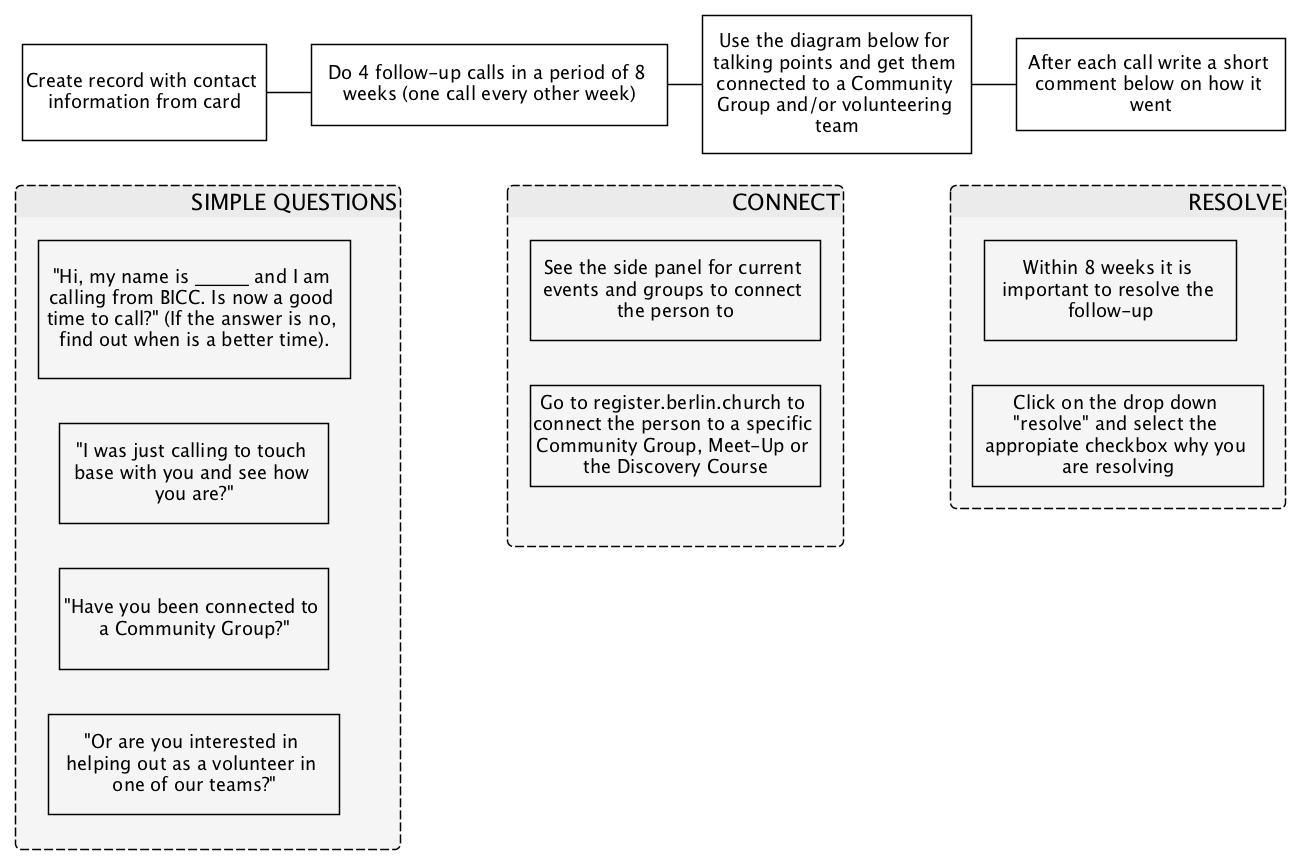 Create record with contact
information from card
Do 4 follow-up calls in a period of 8
weeks (one call every other week)
Use the diagram below for
talking points and get them
connected to a Community
Group and/or volunteering
team
After each call write a short
comment below on how it
went
SIMPLE QUESTIONS
"Hi, my name is ______ and I am
calling from BICC. Is now a good
time to call?" (If the answer is no,
find out when is a better time).
"I was just calling to touch
base with you and see how
you are?"
"Have you been connected to
a Community Group?"
"Or are you interested in
helping out as a volunteer in
one of our teams?"
CONNECT
See the side panel for current
events and groups to connect
the person to
Go to register.berlin.church to
connect the person to a specific
Community Group, Meet-Up or
the Discovery Course
RESOLVE
Within 8 weeks it is
important to resolve the
follow-up
Click on the drop down
"resolve" and select the
appropiate checkbox why you
are resolving